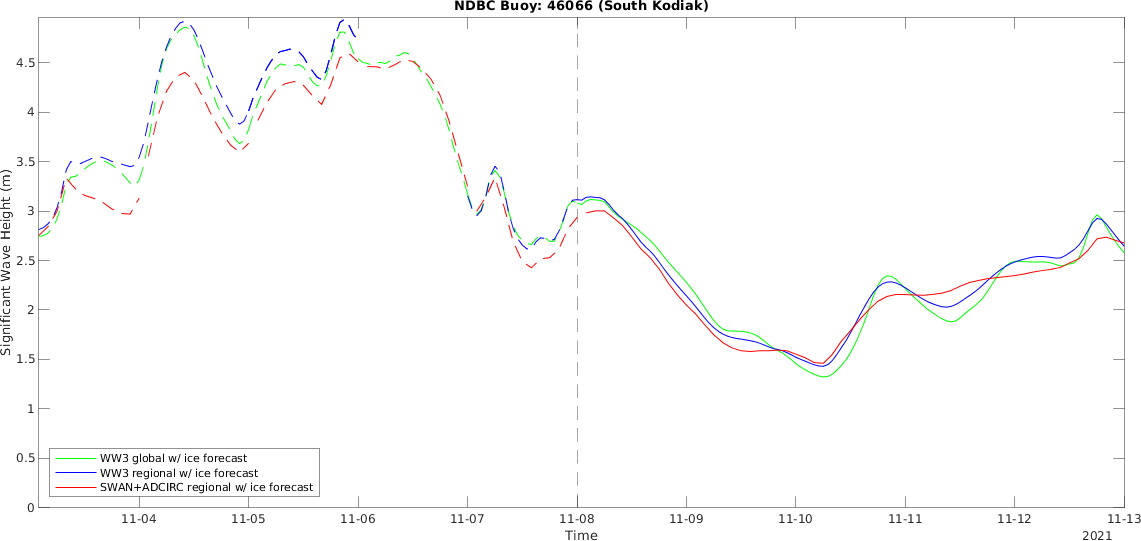 NDBC Buoy: 46066 (South Kodiak)
Significant Wave Height (m)
4.5
4
3.5
3
2.5
2
1.5
1
0.5
0
WW3 global w/ ice forecast
WW3 regional w/ ice forecast
SWAN+ADCIRC regional w/ ice forecast
11-04 11-05 11-06 11-07 11-08 11-09 11-10 11-11 11-12 11-13
Time
2021